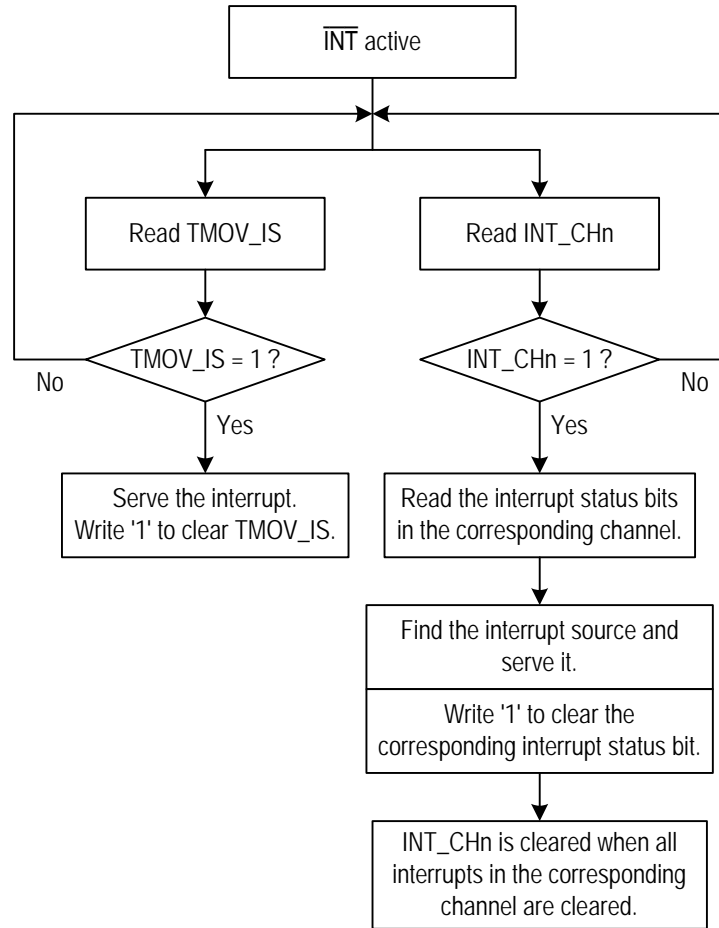 INT active
Read TMOV_IS
Read INT_CHn
TMOV_IS = 1 ?
INT_CHn = 1 ?
No
No
Yes
Yes
Serve the interrupt.
Write '1' to clear TMOV_IS.
Read the interrupt status bits
in the corresponding channel.
Find the interrupt source and
serve it.
Write '1' to clear the
corresponding interrupt status bit.
INT_CHn is cleared when all
interrupts in the corresponding
channel are cleared.